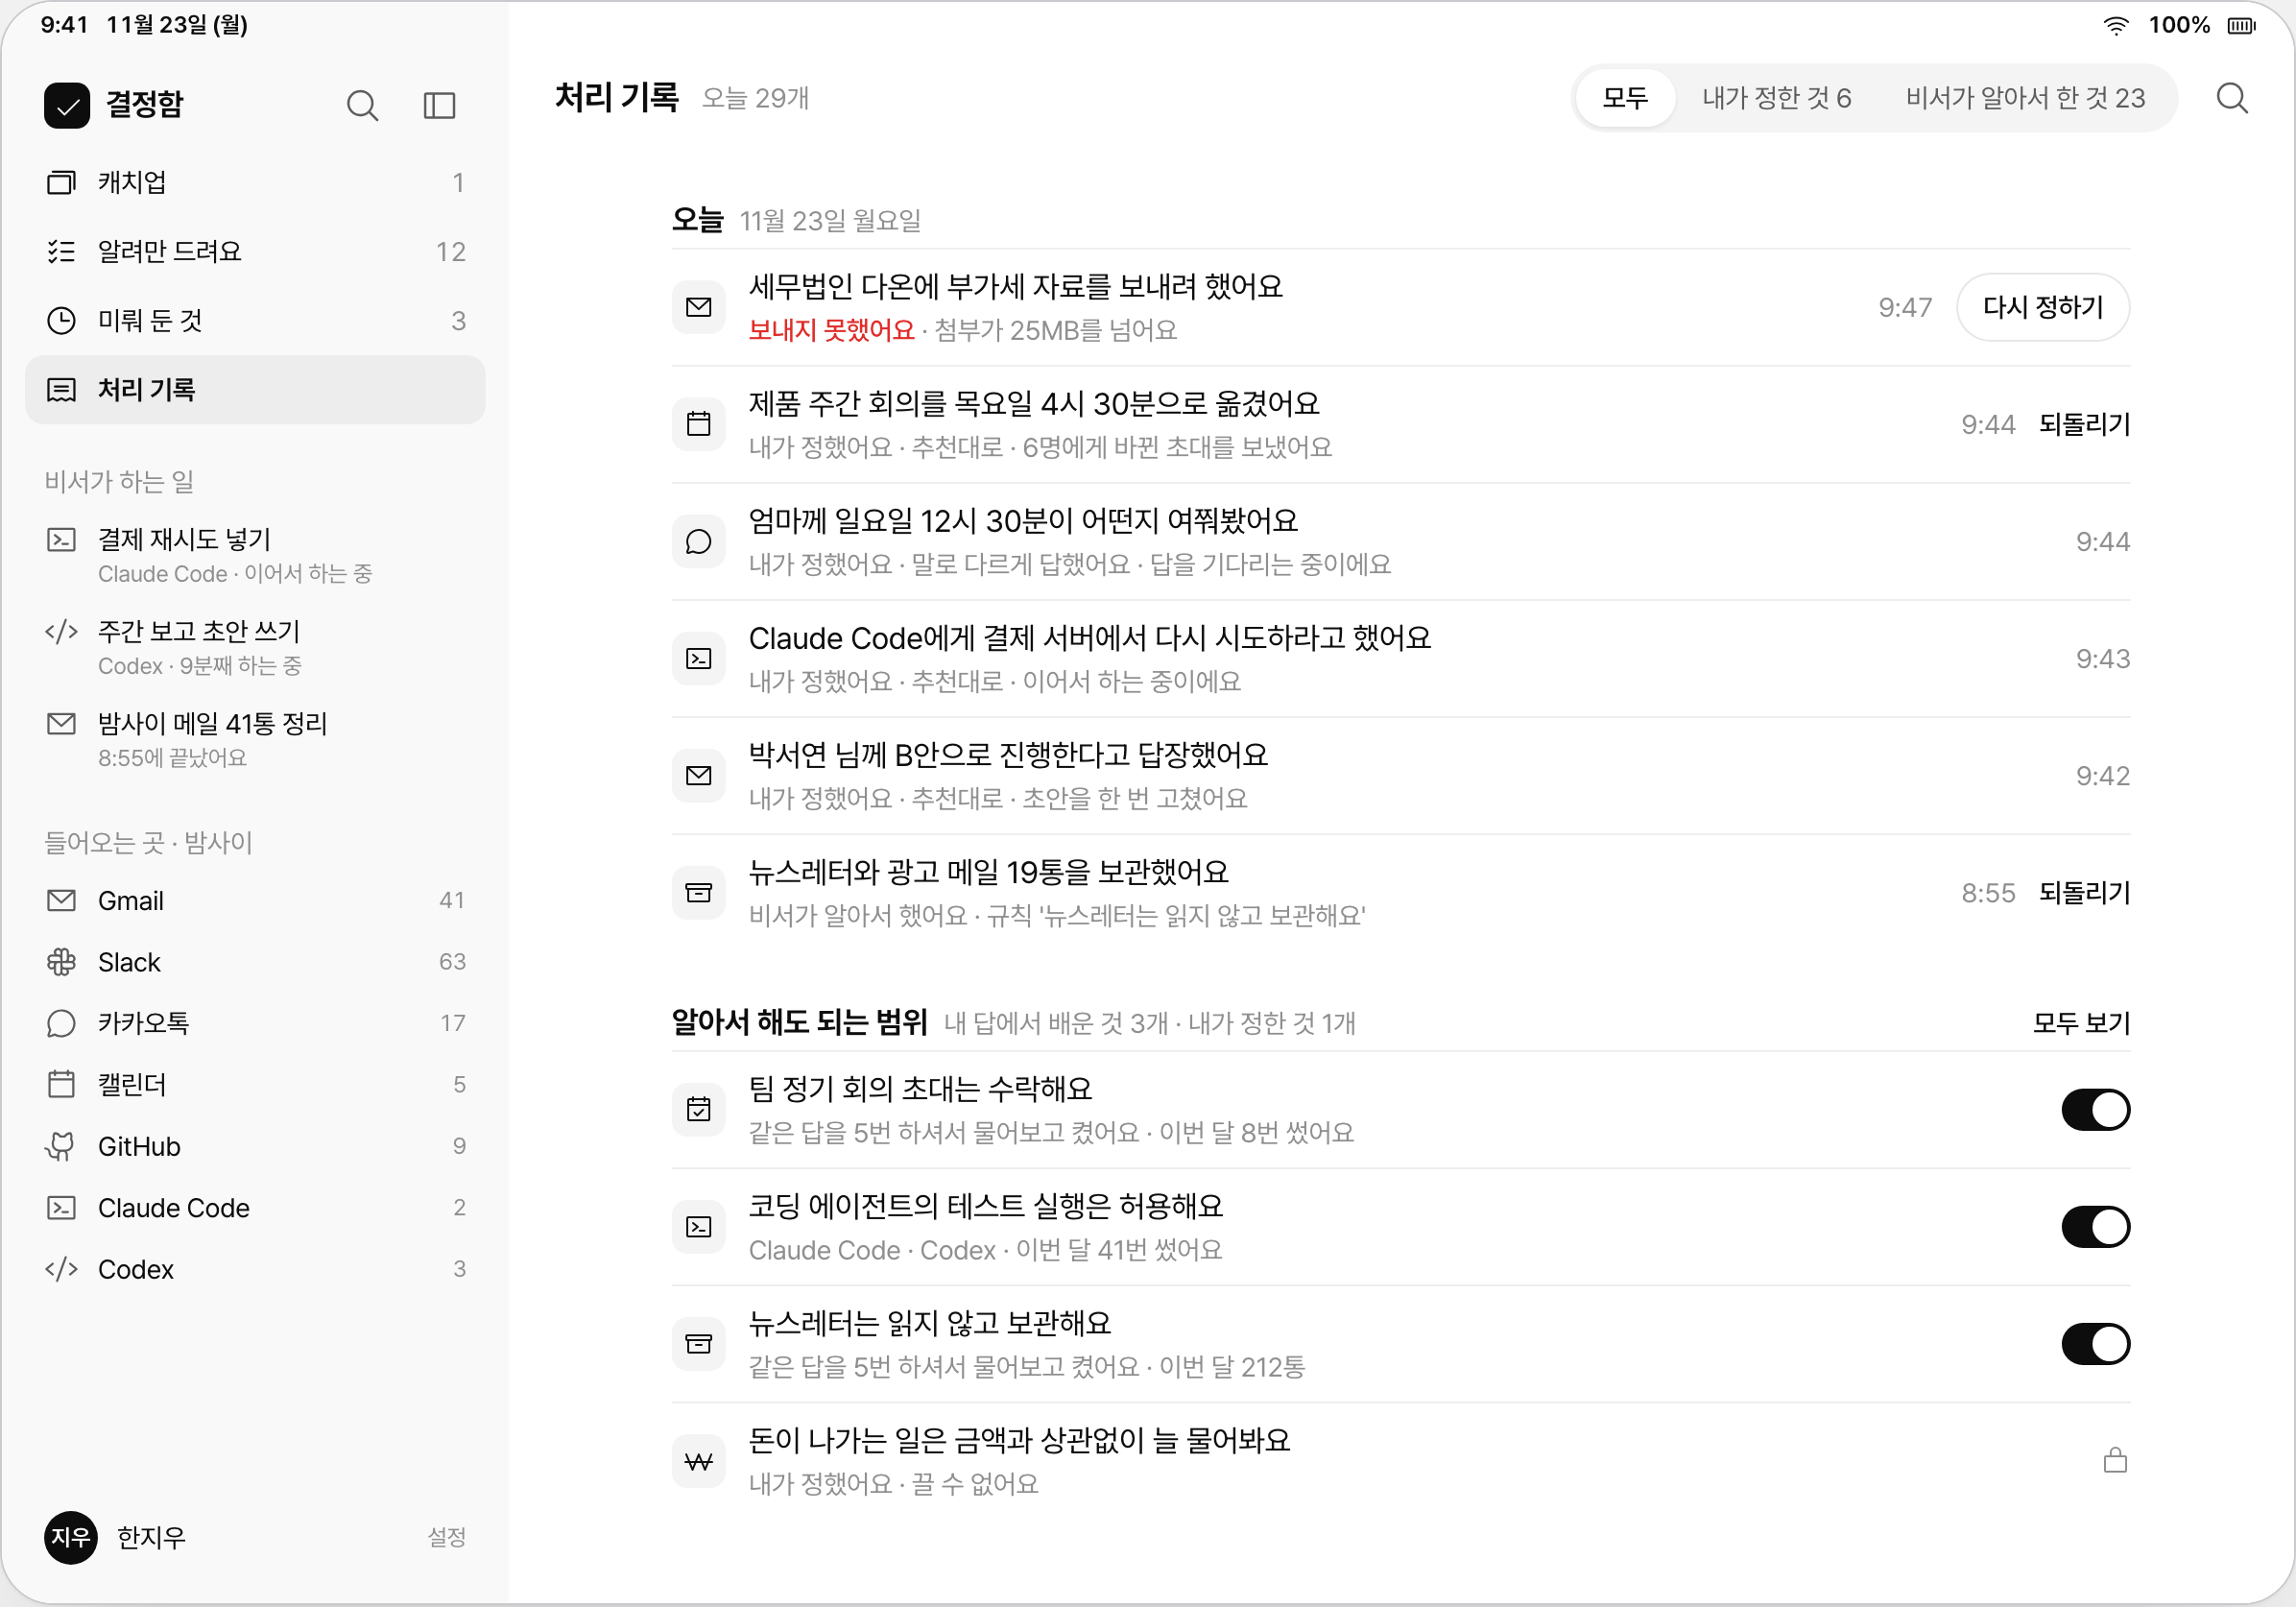 9:41 11월 23일 (월)
100%
결정함
캐치업 1
알려만 드려요 12
미뤄 둔 것 3
처리 기록
비서가 하는 일
결제 재시도 넣기
Claude Code · 이어서 하는 중
주간 보고 초안 쓰기
Codex · 9분째 하는 중
밤사이 메일 41통 정리
8:55에 끝났어요
들어오는 곳 · 밤사이
Gmail 41
Slack 63
카카오톡 17
캘린더 5
GitHub 9
Claude Code 2
Codex 3
지우 한지우 설정
처리 기록 오늘 29개
모두 내가 정한 것 6 비서가 알아서 한 것 23
오늘 11월 23일 월요일
세무법인 다온에 부가세 자료를 보내려 했어요
보내지 못했어요 · 첨부가 25MB를 넘어요
9:47 다시 정하기
제품 주간 회의를 목요일 4시 30분으로 옮겼어요
내가 정했어요 · 추천대로 · 6명에게 바뀐 초대를 보냈어요
9:44 되돌리기
엄마께 일요일 12시 30분이 어떤지 여쭤봤어요
내가 정했어요 · 말로 다르게 답했어요 · 답을 기다리는 중이에요
9:44
Claude Code에게 결제 서버에서 다시 시도하라고 했어요
내가 정했어요 · 추천대로 · 이어서 하는 중이에요
9:43
박서연 님께 B안으로 진행한다고 답장했어요
내가 정했어요 · 추천대로 · 초안을 한 번 고쳤어요
9:42
뉴스레터와 광고 메일 19통을 보관했어요
비서가 알아서 했어요 · 규칙 '뉴스레터는 읽지 않고 보관해요'
8:55 되돌리기
알아서 해도 되는 범위 내 답에서 배운 것 3개 · 내가 정한 것 1개 모두 보기
팀 정기 회의 초대는 수락해요
같은 답을 5번 하셔서 물어보고 켰어요 · 이번 달 8번 썼어요
코딩 에이전트의 테스트 실행은 허용해요
Claude Code · Codex · 이번 달 41번 썼어요
뉴스레터는 읽지 않고 보관해요
같은 답을 5번 하셔서 물어보고 켰어요 · 이번 달 212통
돈이 나가는 일은 금액과 상관없이 늘 물어봐요
내가 정했어요 · 끌 수 없어요